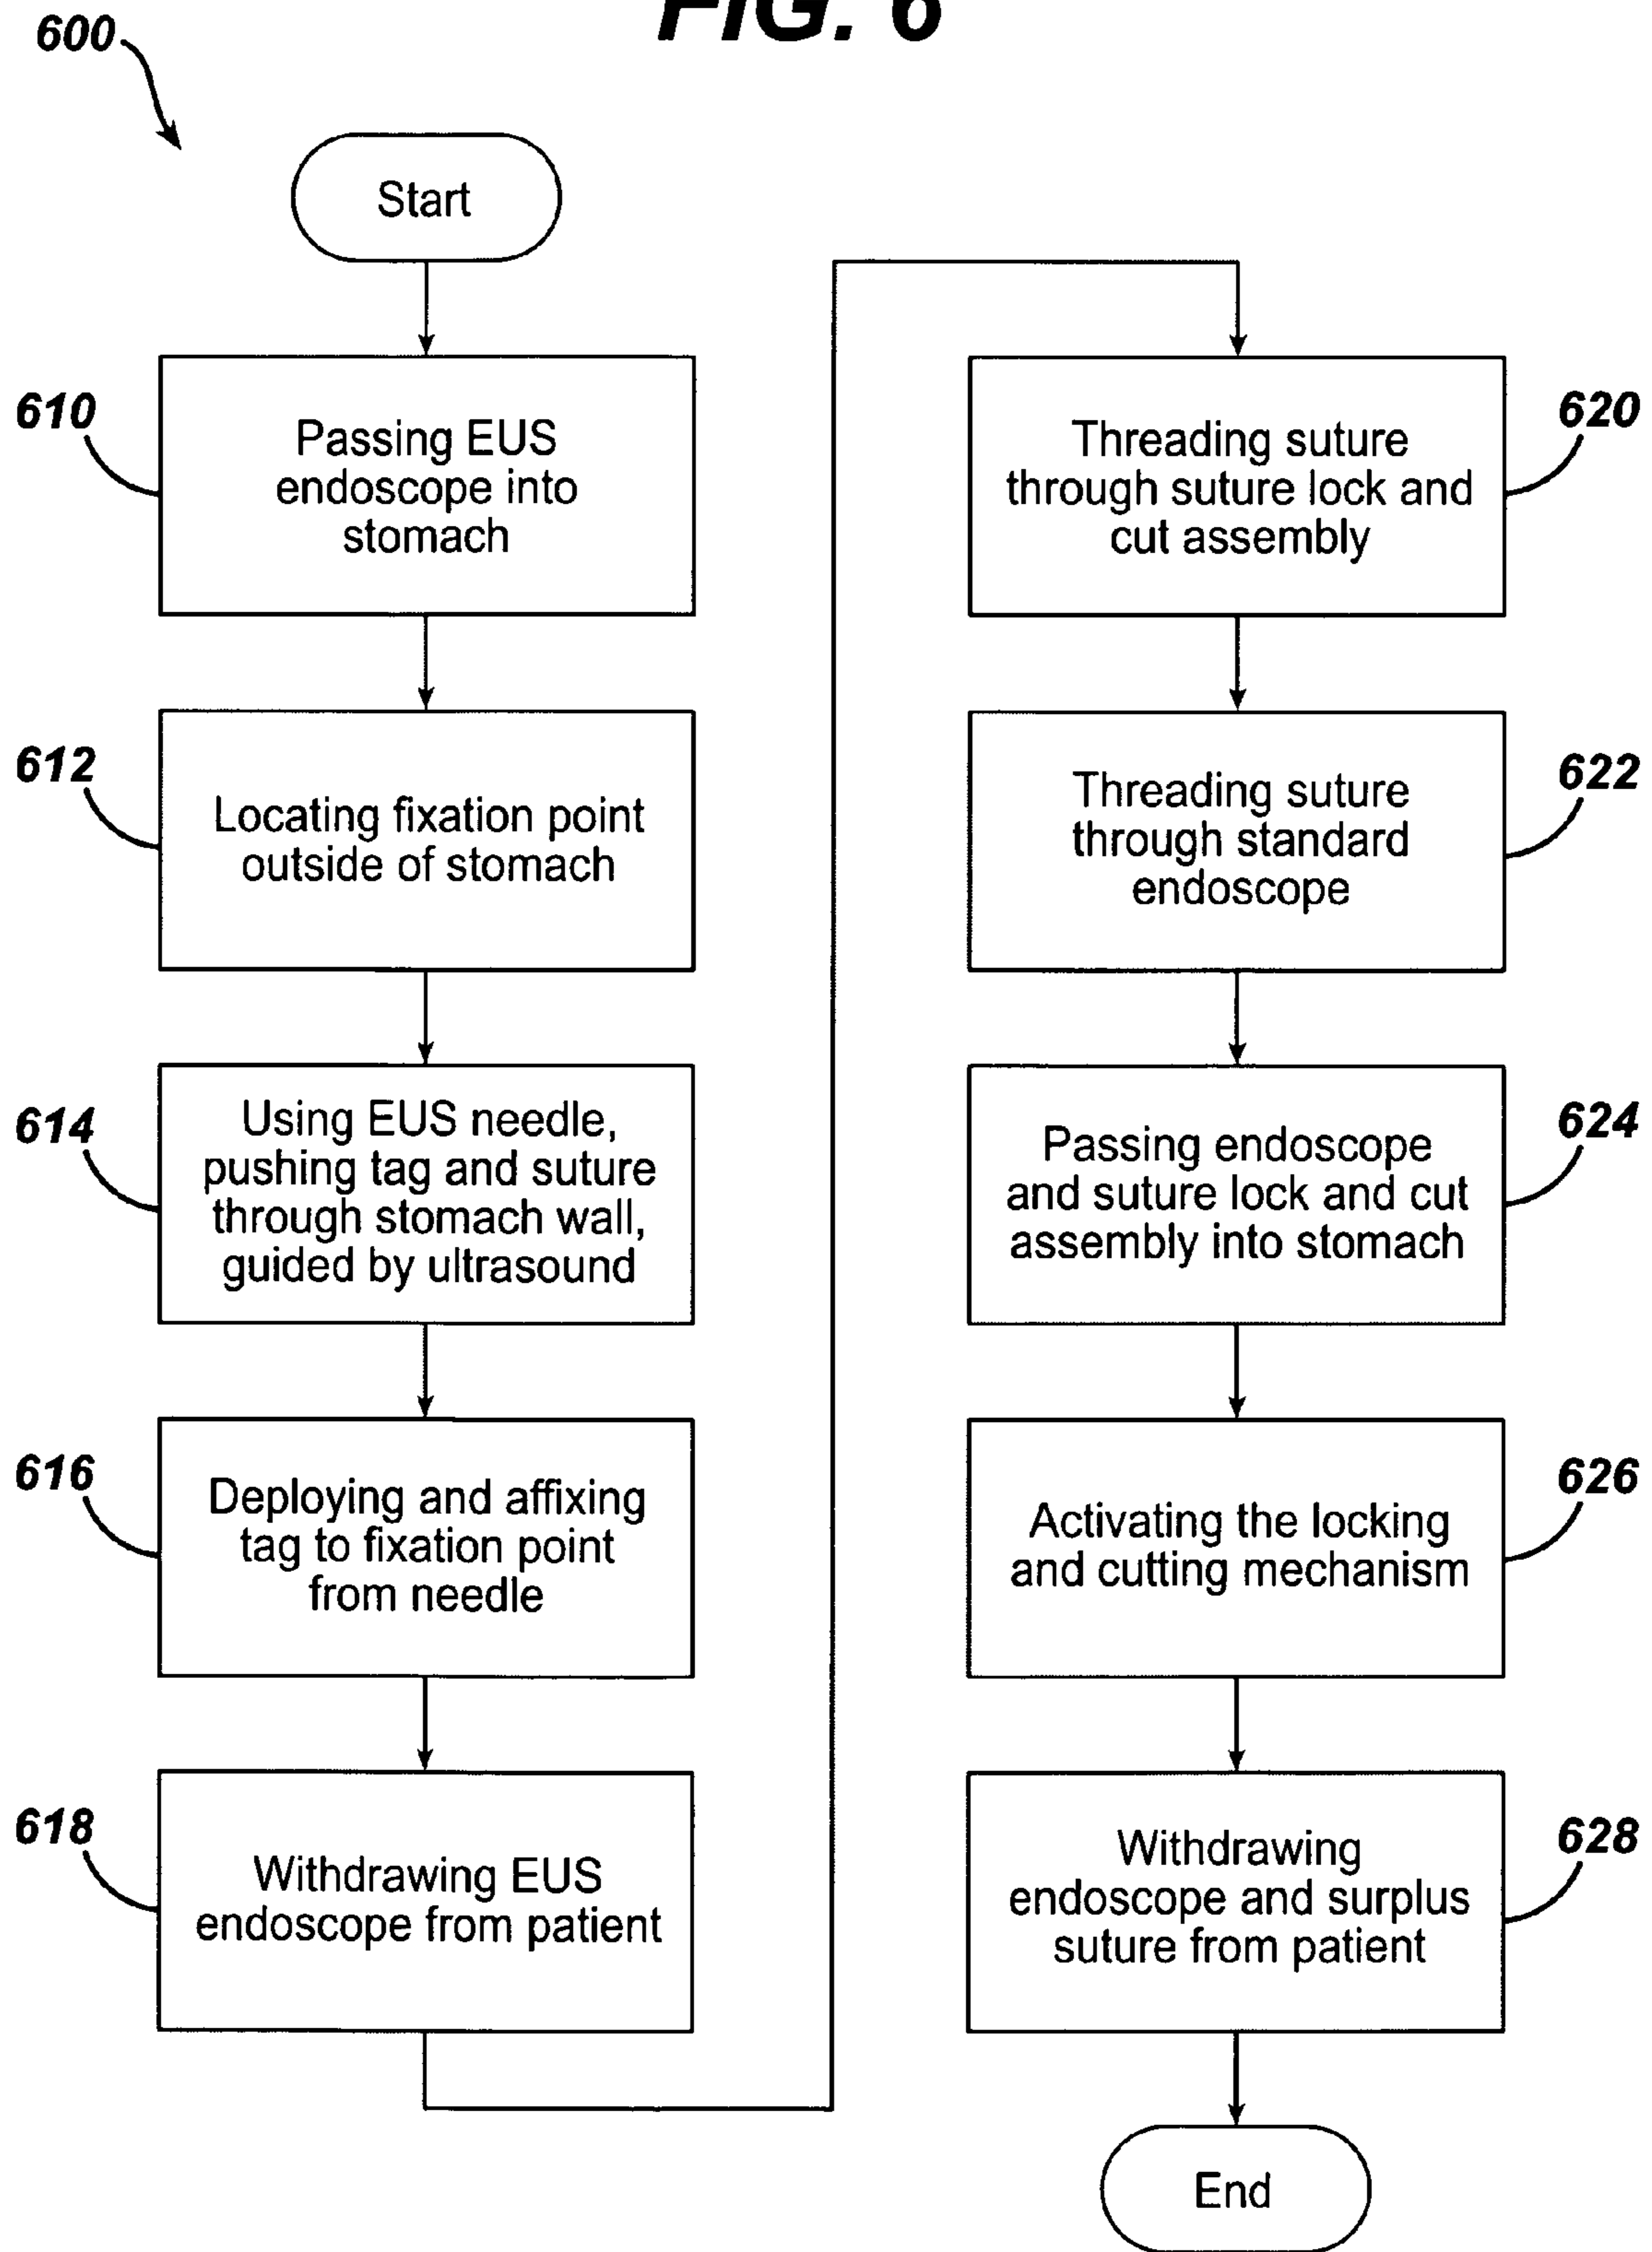 FIG. 6
600
Start
610
Passing EUS
endoscope into
stomach
612
Locating fixation point
outside of stomach
614
Using EUS needle,
pushing tag and suture
through stomach wall,
guided by ultrasound
616
Deploying and affixing
tag to fixation point
from needle
618
Withdrawing EUS
endoscope from patient
620
Threading suture
through suture lock and
cut assembly
622
Threading suture
through standard
endoscope
624
Passing endoscope
and suture lock and cut
assembly into stomach
626
Activating the locking
and cutting mechanism
628
Withdrawing
endoscope and surplus
suture from patient
End